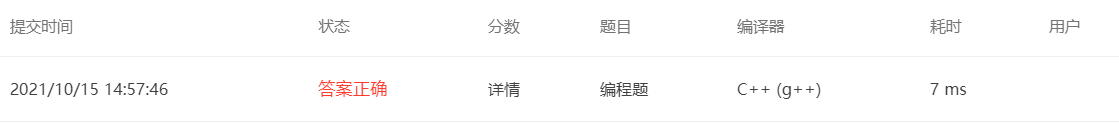 提交时间 状态 分数 题目 编译器 耗时 用户
2021/10/15 14:57:46 答案正确 详情 编程题 C++ (g++) 7 ms